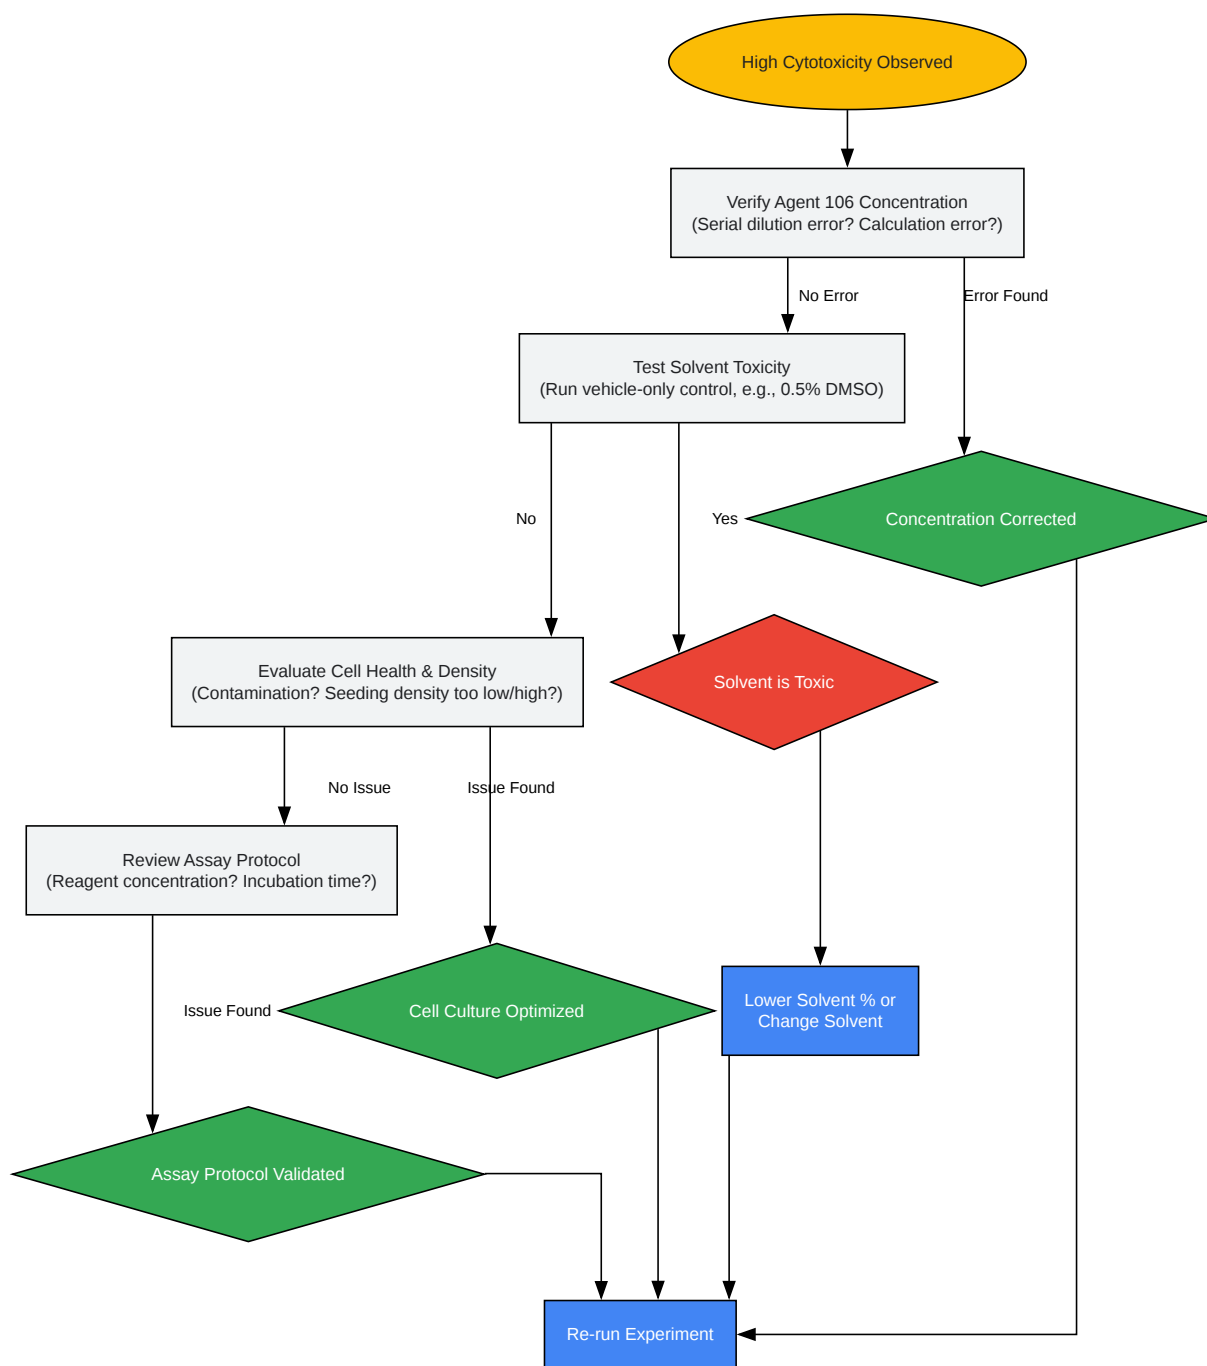 High Cytotoxicity Observed
Verify Agent 106 Concentration
(Serial dilution error? Calculation error?)
No Error
Error Found
Test Solvent Toxicity
(Run vehicle-only control, e.g., 0.5% DMSO)
No
Yes
Concentration Corrected
Evaluate Cell Health & Density
(Contamination? Seeding density too low/high?)
Solvent is Toxic
No Issue
Issue Found
Review Assay Protocol
(Reagent concentration? Incubation time?)
Issue Found
Cell Culture Optimized
Lower Solvent % or
Change Solvent
Assay Protocol Validated
Re-run Experiment